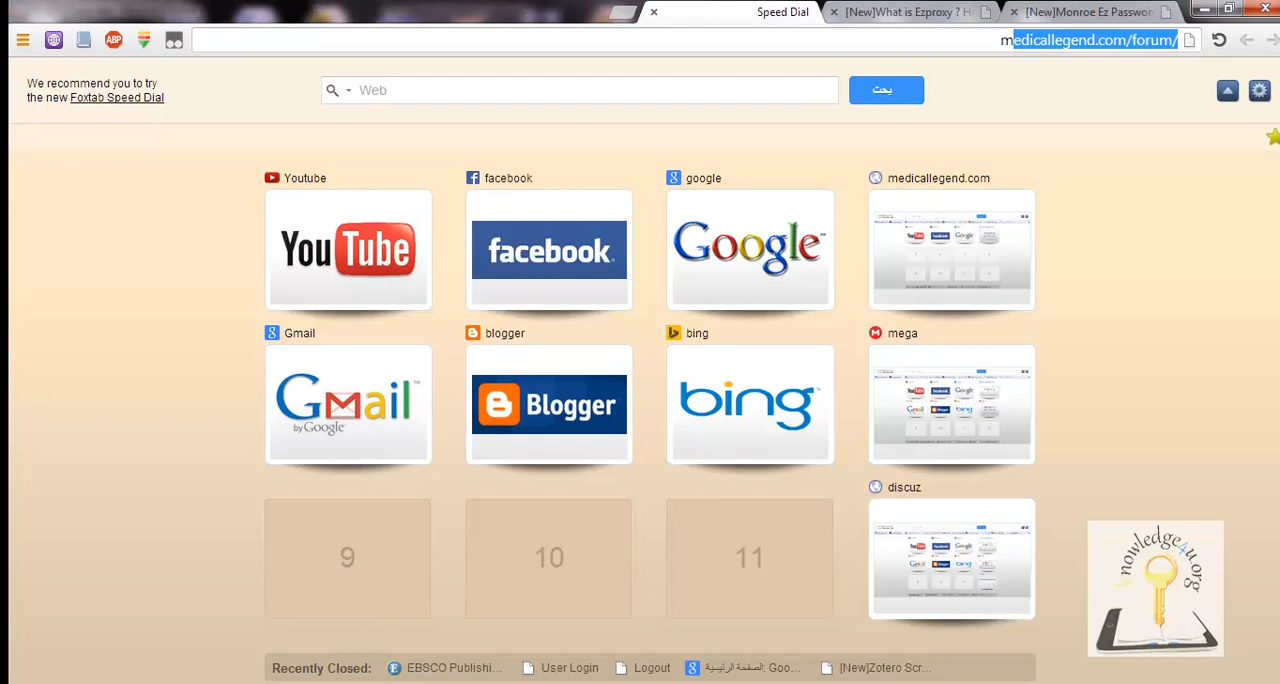 Speed Dial
[New]What is Ezproxy ? H
[New]Monroe Ez Passwor
ABP
medicallegend.com/forum/
We recommend you to try
the new Foxtab Speed Dial
Web
بحث
Youtube
facebook
google
medicallegend.com
YouTube
facebook
Google
Gmail
blogger
bing
mega
Gmail
by Google
Blogger
bing
discuz
9
10
11
knowledge4u.org
Recently Closed:
EBSCO Publishi...
User Login
Logout
الصفحة الرئيسية: Goo...
[New]Zotero Scr...